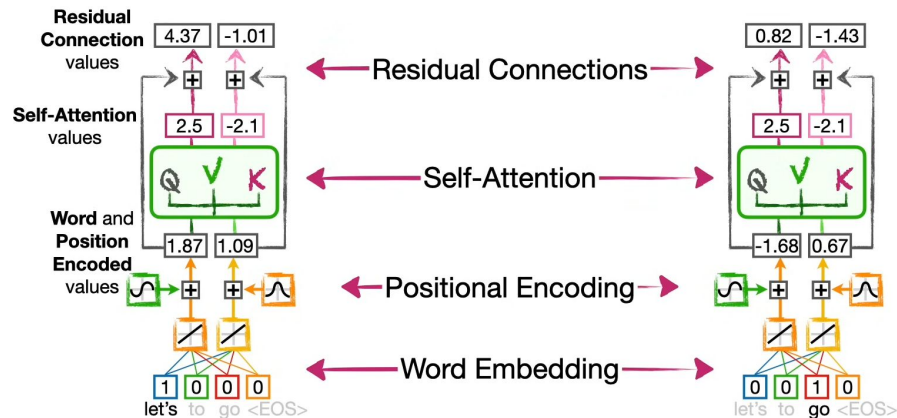 Residual
Connection
values
4.37 -1.01
+ +
Residual Connections
0.82 -1.43
+ +
Self-Attention
values
2.5 -2.1
2.5 -2.1
Q V K
Self-Attention
Q V K
Word and
Position
Encoded
values
1.87 1.09
-1.68 0.67
+ +
Positional Encoding
+ +
Word Embedding
1 0 0 0
let's to go <EOS>
0 0 1 0
let's to go <EOS>